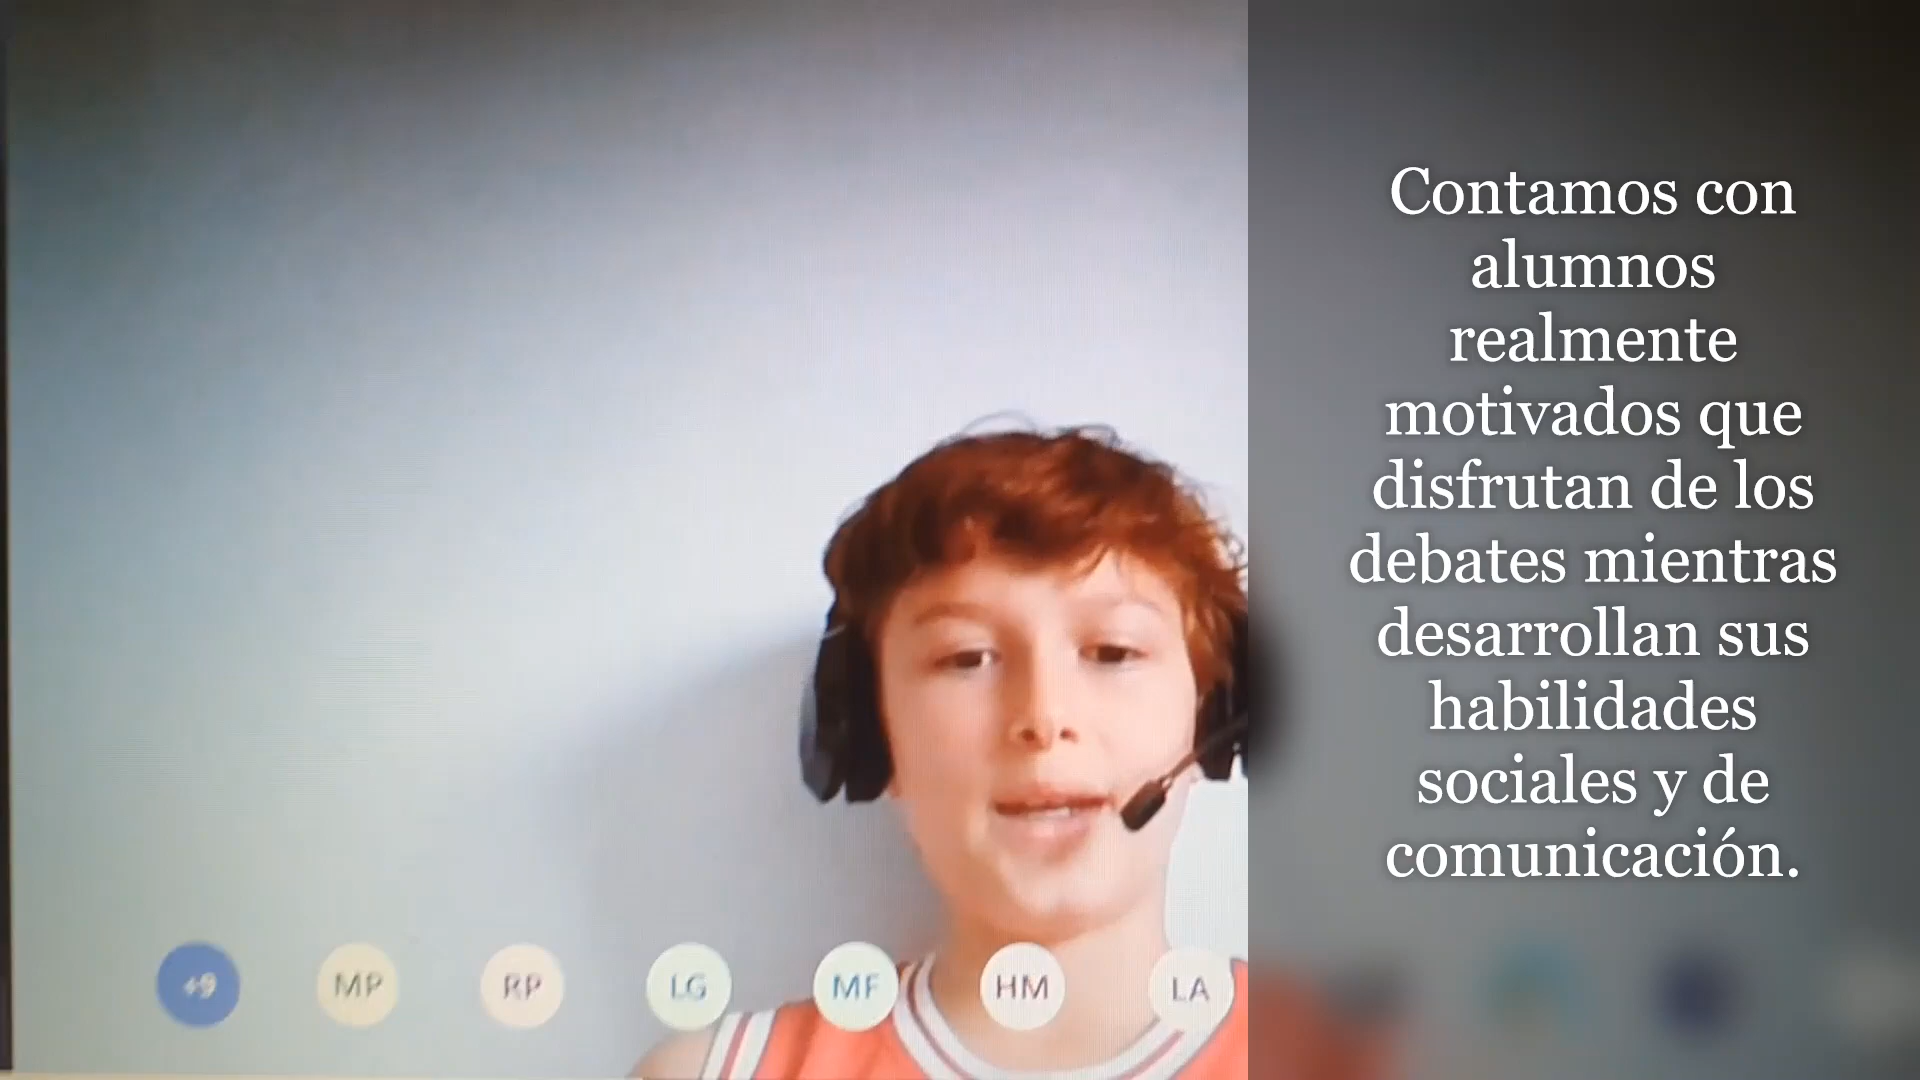 Contamos con
alumnos
realmente
motivados que
disfrutan de los
debates mientras
desarrollan sus
habilidades
sociales y de
comunicación.
+9 MP RP LG MF HM LA